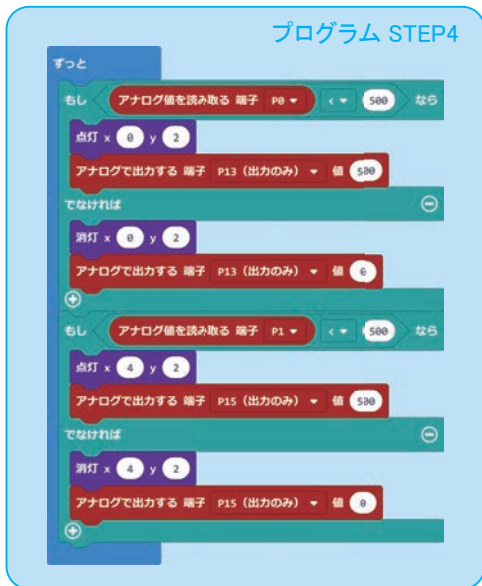 プログラム STEP4
ずっと
もし アナログ値を読み取る 端子 P0 < 500 なら
点灯 x 0 y 2
アナログで出力する 端子 P13（出力のみ） 値 500
でなければ
消灯 x 0 y 2
アナログで出力する 端子 P13（出力のみ） 値 0
もし アナログ値を読み取る 端子 P1 < 500 なら
点灯 x 4 y 2
アナログで出力する 端子 P15（出力のみ） 値 500
でなければ
消灯 x 4 y 2
アナログで出力する 端子 P15（出力のみ） 値 0